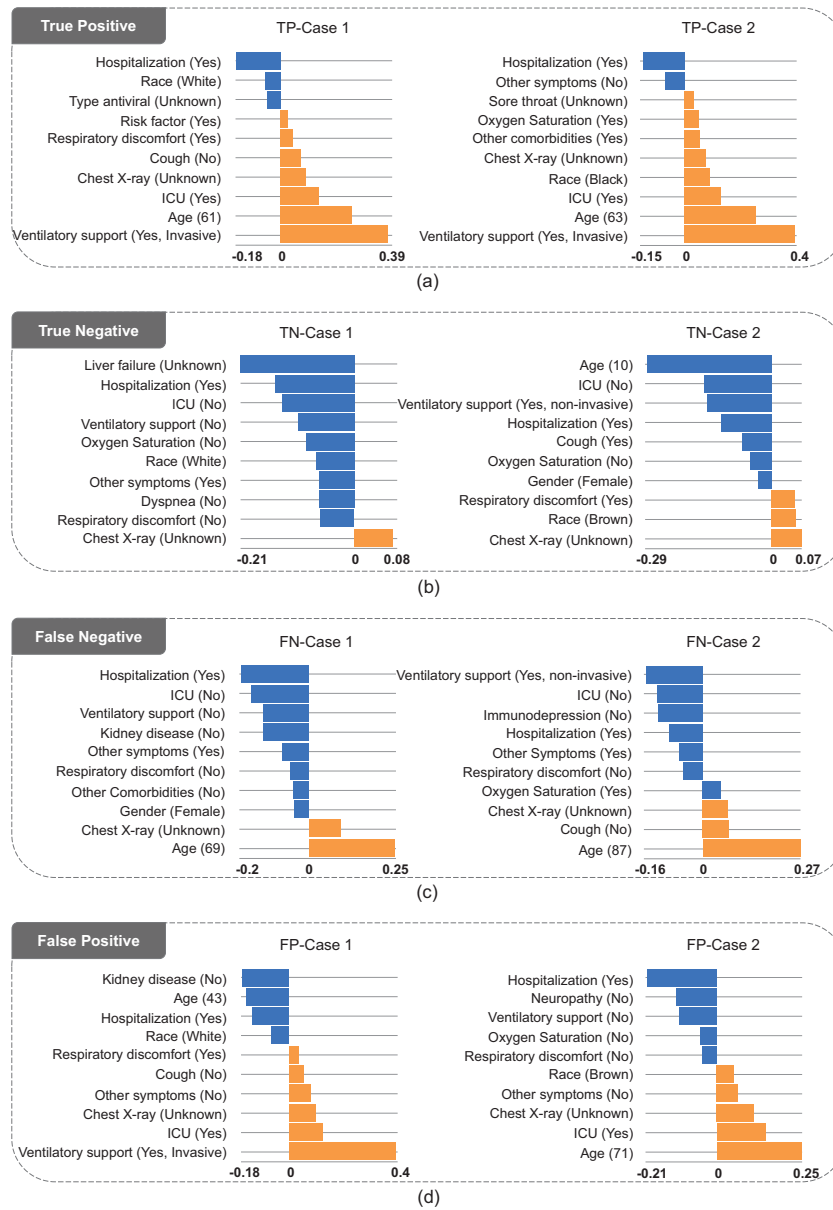 True Positive
TP-Case 1
Hospitalization (Yes)
Race (White)
Type antiviral (Unknown)
Risk factor (Yes)
Respiratory discomfort (Yes)
Cough (No)
Chest X-ray (Unknown)
ICU (Yes)
Age (61)
Ventilatory support (Yes, Invasive)
-0.18 0 0.39
TP-Case 2
Hospitalization (Yes)
Other symptoms (No)
Sore throat (Unknown)
Oxygen Saturation (Yes)
Other comorbidities (Yes)
Chest X-ray (Unknown)
Race (Black)
ICU (Yes)
Age (63)
Ventilatory support (Yes, Invasive)
-0.15 0 0.4
(a)
True Negative
TN-Case 1
Liver failure (Unknown)
Hospitalization (Yes)
ICU (No)
Ventilatory support (No)
Oxygen Saturation (No)
Race (White)
Other symptoms (Yes)
Dyspnea (No)
Respiratory discomfort (No)
Chest X-ray (Unknown)
-0.21 0 0.08
TN-Case 2
Age (10)
ICU (No)
Ventilatory support (Yes, non-invasive)
Hospitalization (Yes)
Cough (Yes)
Oxygen Saturation (No)
Gender (Female)
Respiratory discomfort (Yes)
Race (Brown)
Chest X-ray (Unknown)
-0.29 0 0.07
(b)
False Negative
FN-Case 1
Hospitalization (Yes)
ICU (No)
Ventilatory support (No)
Kidney disease (No)
Other symptoms (Yes)
Respiratory discomfort (No)
Other Comorbidities (No)
Gender (Female)
Chest X-ray (Unknown)
Age (69)
-0.2 0 0.25
FN-Case 2
Ventilatory support (Yes, non-invasive)
ICU (No)
Immunodepression (No)
Hospitalization (Yes)
Other Symptoms (Yes)
Respiratory discomfort (No)
Oxygen Saturation (Yes)
Chest X-ray (Unknown)
Cough (No)
Age (87)
-0.16 0 0.27
(c)
False Positive
FP-Case 1
Kidney disease (No)
Age (43)
Hospitalization (Yes)
Race (White)
Respiratory discomfort (Yes)
Cough (No)
Other symptoms (No)
Chest X-ray (Unknown)
ICU (Yes)
Ventilatory support (Yes, Invasive)
-0.18 0 0.4
FP-Case 2
Hospitalization (Yes)
Neuropathy (No)
Ventilatory support (No)
Oxygen Saturation (No)
Respiratory discomfort (No)
Race (Brown)
Other symptoms (No)
Chest X-ray (Unknown)
ICU (Yes)
Age (71)
-0.21 0 0.25
(d)